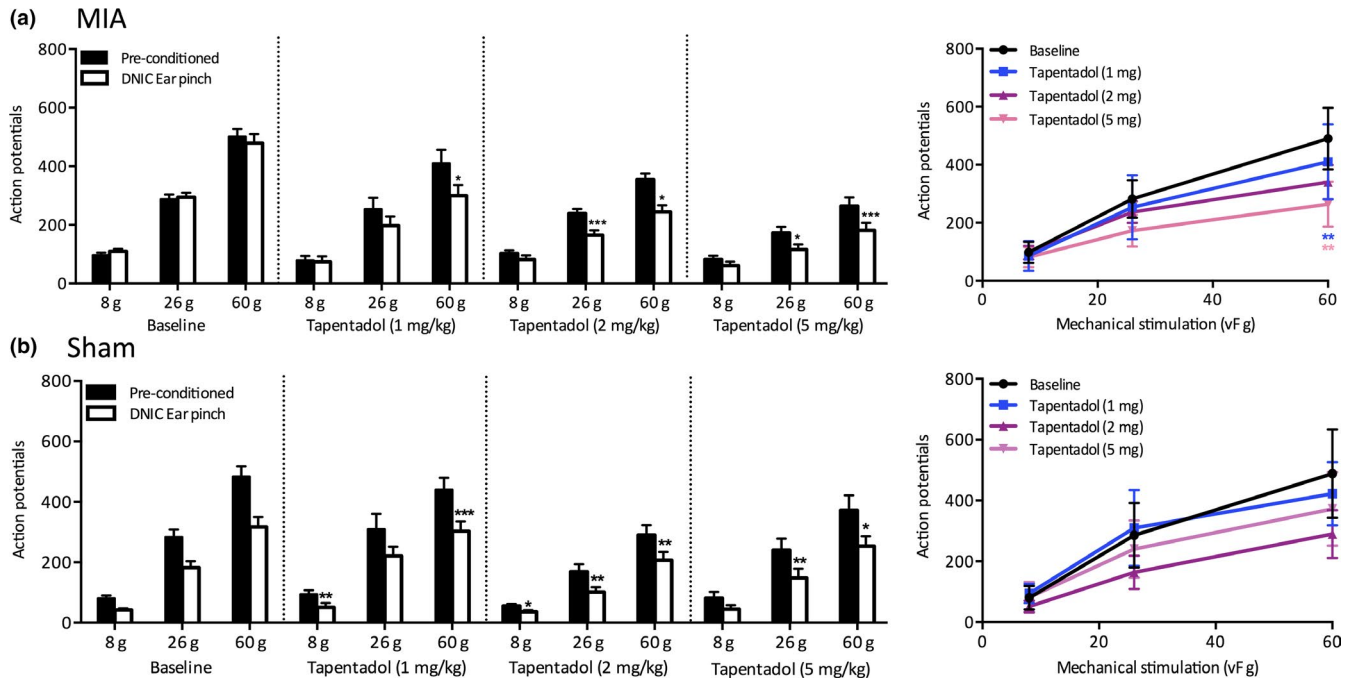 (a) MIA
Action potentials
800
600
400
200
0
Pre-conditioned
DNIC Ear pinch
*
*** *
* ***
8 g 26 g 60 g 8 g 26 g 60 g 8 g 26 g 60 g 8 g 26 g 60 g
Baseline Tapentadol (1 mg/kg) Tapentadol (2 mg/kg) Tapentadol (5 mg/kg)
Action potentials
800
600
400
200
0
Baseline
Tapentadol (1 mg)
Tapentadol (2 mg)
Tapentadol (5 mg)
**
**
0 20 40 60
Mechanical stimulation (vF g)
(b) Sham
Action potentials
800
600
400
200
0
Pre-conditioned
DNIC Ear pinch
** ***
* ** **
** *
8 g 26 g 60 g 8 g 26 g 60 g 8 g 26 g 60 g 8 g 26 g 60 g
Baseline Tapentadol (1 mg/kg) Tapentadol (2 mg/kg) Tapentadol (5 mg/kg)
Action potentials
800
600
400
200
0
Baseline
Tapentadol (1 mg)
Tapentadol (2 mg)
Tapentadol (5 mg)
0 20 40 60
Mechanical stimulation (vF g)